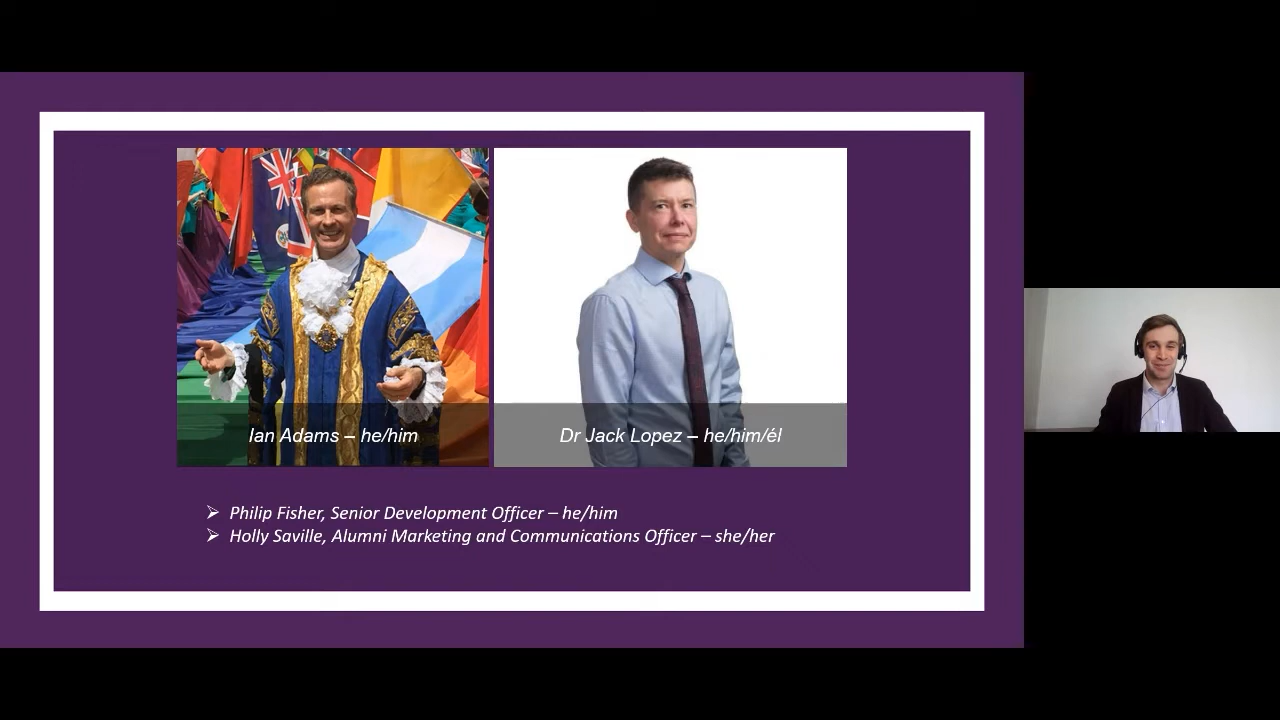 Ian Adams – he/him
Dr Jack Lopez – he/him/él
➢ Philip Fisher, Senior Development Officer – he/him
➢ Holly Saville, Alumni Marketing and Communications Officer – she/her